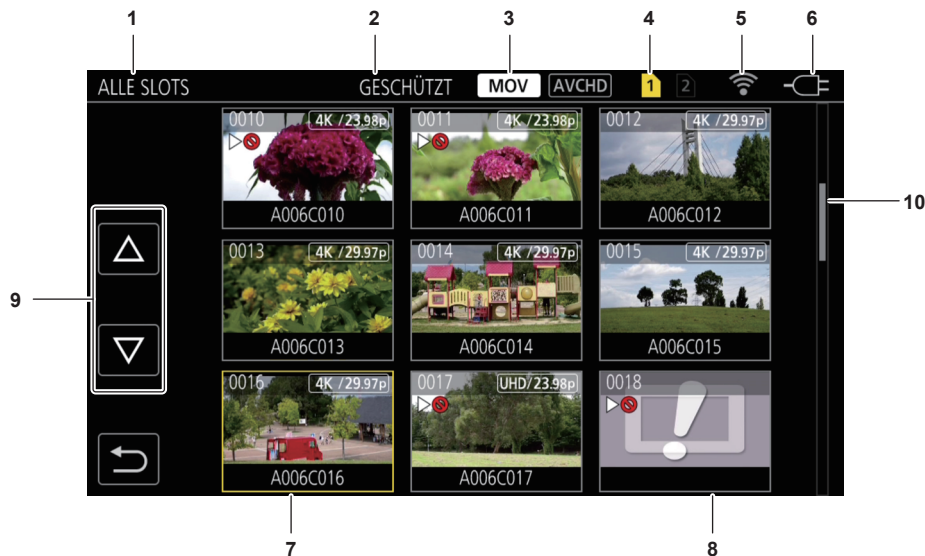 1 2 3 4 5 6
ALLE SLOTS GESCHÜTZT MOV AVCHD 1 2
0010 4K /23.98p 0011 4K /23.98p 0012 4K /29.97p
A006C010 A006C011 A006C012
10
0013 4K /29.97p 0014 4K /29.97p 0015 4K /29.97p
9
A006C013 A006C014 A006C015
0016 4K /29.97p 0017 UHD/23.98p 0018
A006C016 A006C017
7 8